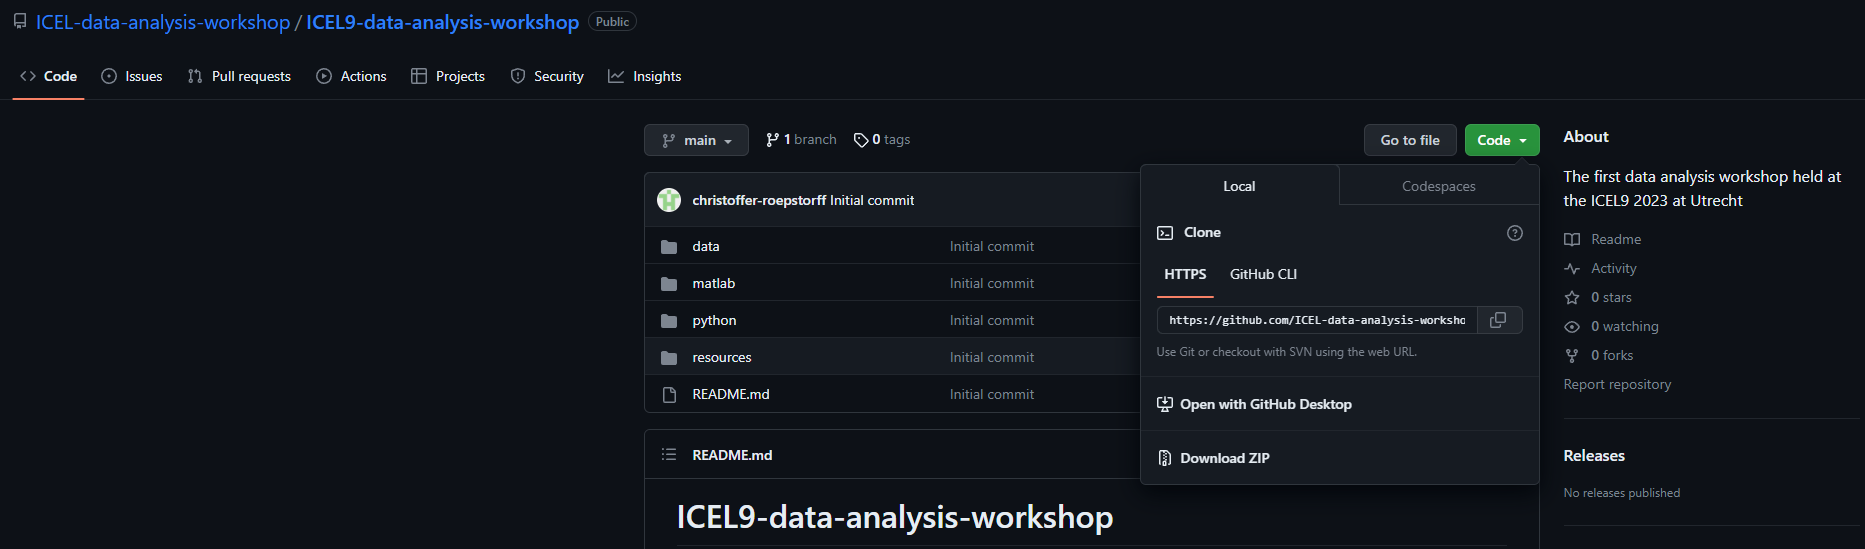 ICEL-data-analysis-workshop / ICEL9-data-analysis-workshop Public
Code Issues Pull requests Actions Projects Security Insights
main 1 branch 0 tags Go to file Code
christoffer-roepstorff Initial commit
data Initial commit
matlab Initial commit
python Initial commit
resources Initial commit
README.md Initial commit
README.md
ICEL9-data-analysis-workshop
Local Codespaces
Clone
HTTPS GitHub CLI
https://github.com/ICEL-data-analysis-worksho
Use Git or checkout with SVN using the web URL.
Open with GitHub Desktop
Download ZIP
About
The first data analysis workshop held at
the ICEL9 2023 at Utrecht
Readme
Activity
0 stars
0 watching
0 forks
Report repository
Releases
No releases published